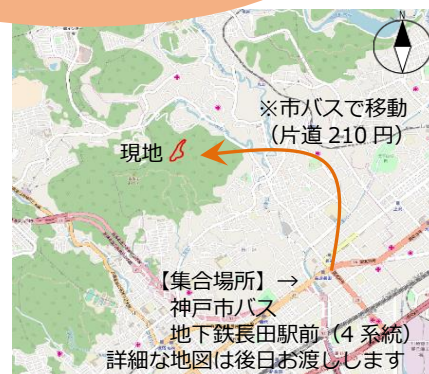 N
※市バスで移動
(片道 210 円)
現地
【集合場所】→
神戸市バス
地下鉄長田駅前(4 系統)
詳細な地図は後日お渡しします